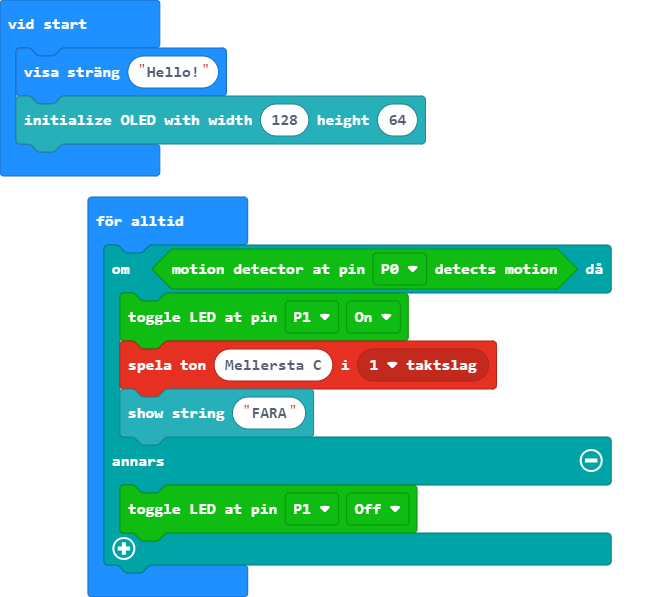 vid start
visa sträng "Hello!"
initialize OLED with width 128 height 64
för alltid
om motion detector at pin P0 detects motion då
toggle LED at pin P1 On
spela ton Mellersta C i 1 taktslag
show string "FARA"
annars
toggle LED at pin P1 Off